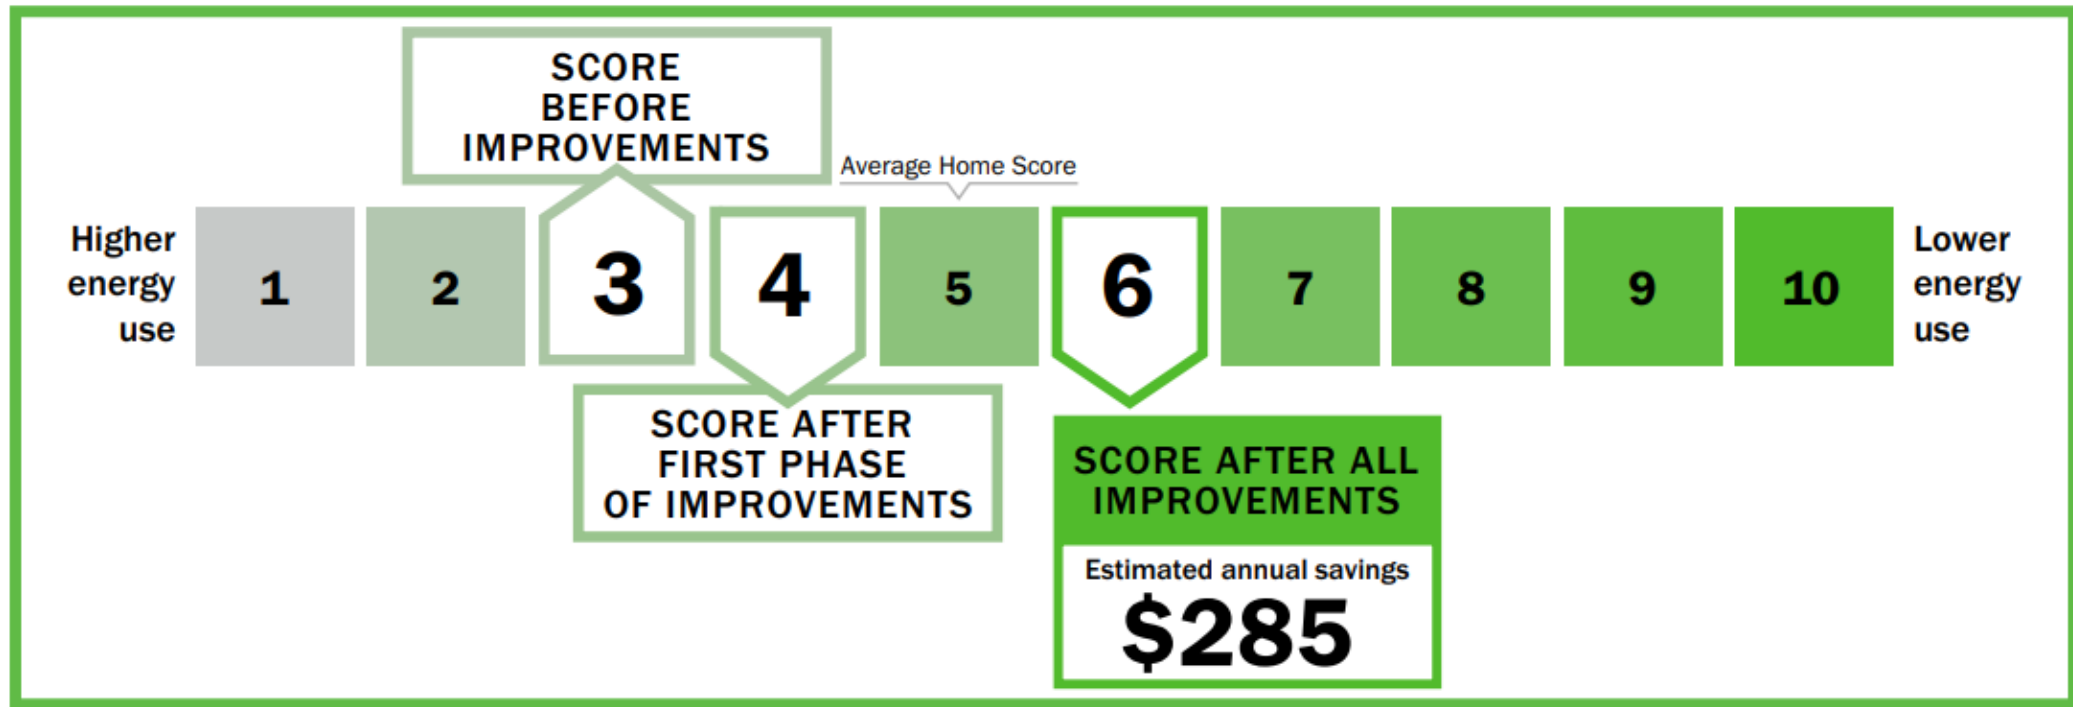 SCORE
BEFORE
IMPROVEMENTS
Average Home Score
Higher
energy
use
1
2
3
4
5
6
7
8
9
10
Lower
energy
use
SCORE AFTER
FIRST PHASE
OF IMPROVEMENTS
SCORE AFTER ALL
IMPROVEMENTS
Estimated annual savings
$285